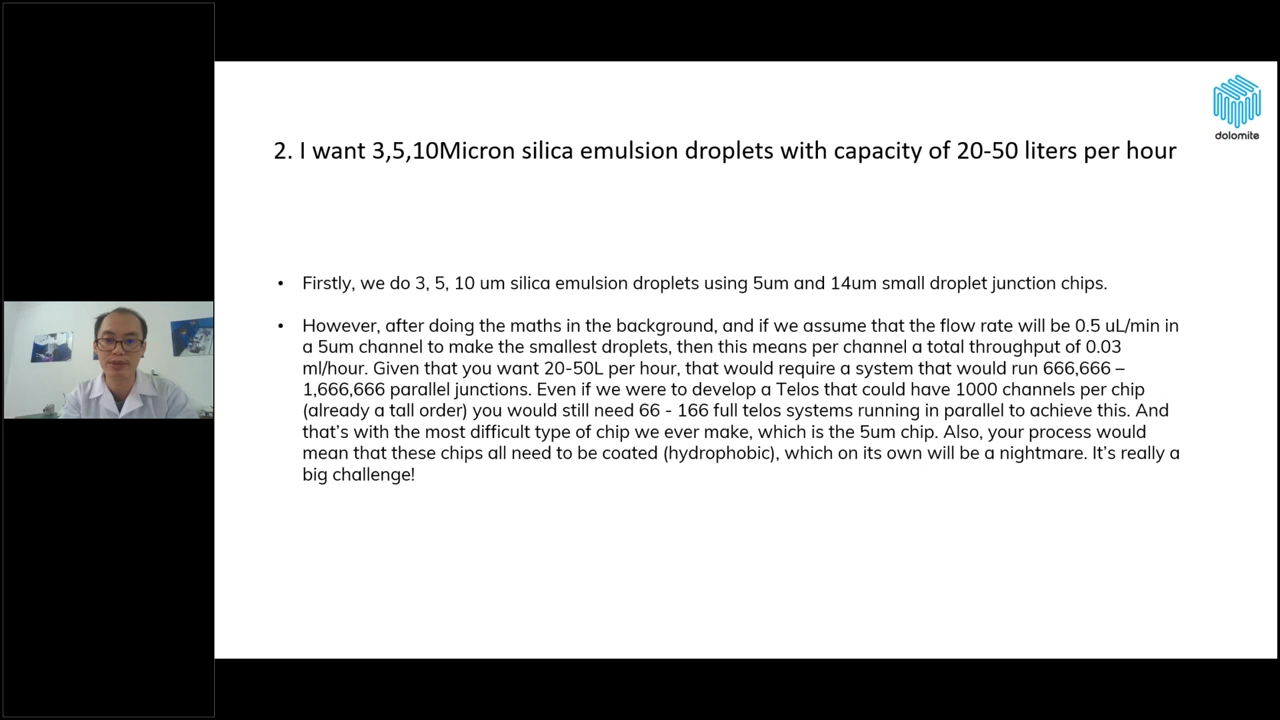 dolomite
2. I want 3,5,10Micron silica emulsion droplets with capacity of 20-50 liters per hour
• Firstly, we do 3, 5, 10 um silica emulsion droplets using 5um and 14um small droplet junction chips.
• However, after doing the maths in the background, and if we assume that the flow rate will be 0.5 uL/min in
a 5um channel to make the smallest droplets, then this means per channel a total throughput of 0.03
ml/hour. Given that you want 20-50L per hour, that would require a system that would run 666,666 –
1,666,666 parallel junctions. Even if we were to develop a Telos that could have 1000 channels per chip
(already a tall order) you would still need 66 - 166 full telos systems running in parallel to achieve this. And
that’s with the most difficult type of chip we ever make, which is the 5um chip. Also, your process would
mean that these chips all need to be coated (hydrophobic), which on its own will be a nightmare. It’s really a
big challenge!